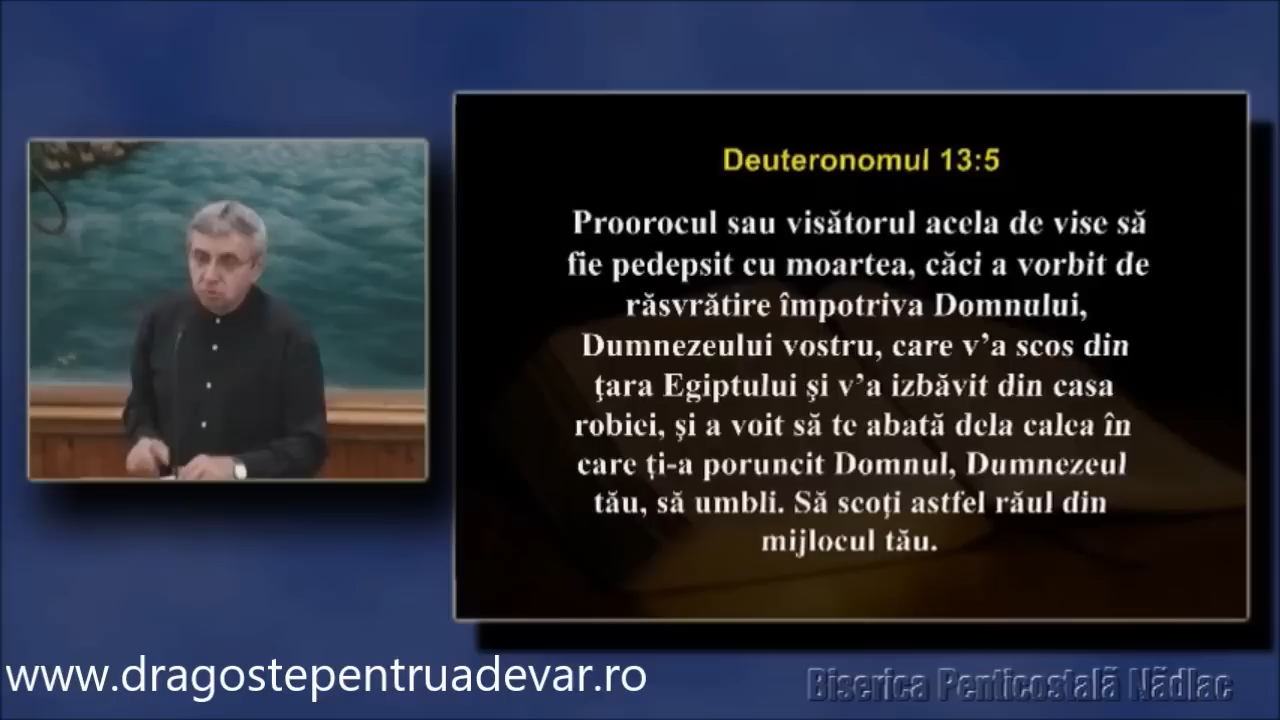 Deuteronomul 13:5
Proorocul sau visătorul acela de vise să
fie pedepsit cu moartea, căci a vorbit de
răsvrătire împotriva Domnului,
Dumnezeului vostru, care v’a scos din
ţara Egiptului şi v’a izbăvit din casa
robiei, şi a voit să te abată dela calea în
care ţi-a poruncit Domnul, Dumnezeul
tău, să umbli. Să scoţi astfel răul din
mijlocul tău.
www.dragostepentruadevar.ro
Biserica Penticostală Nădlac